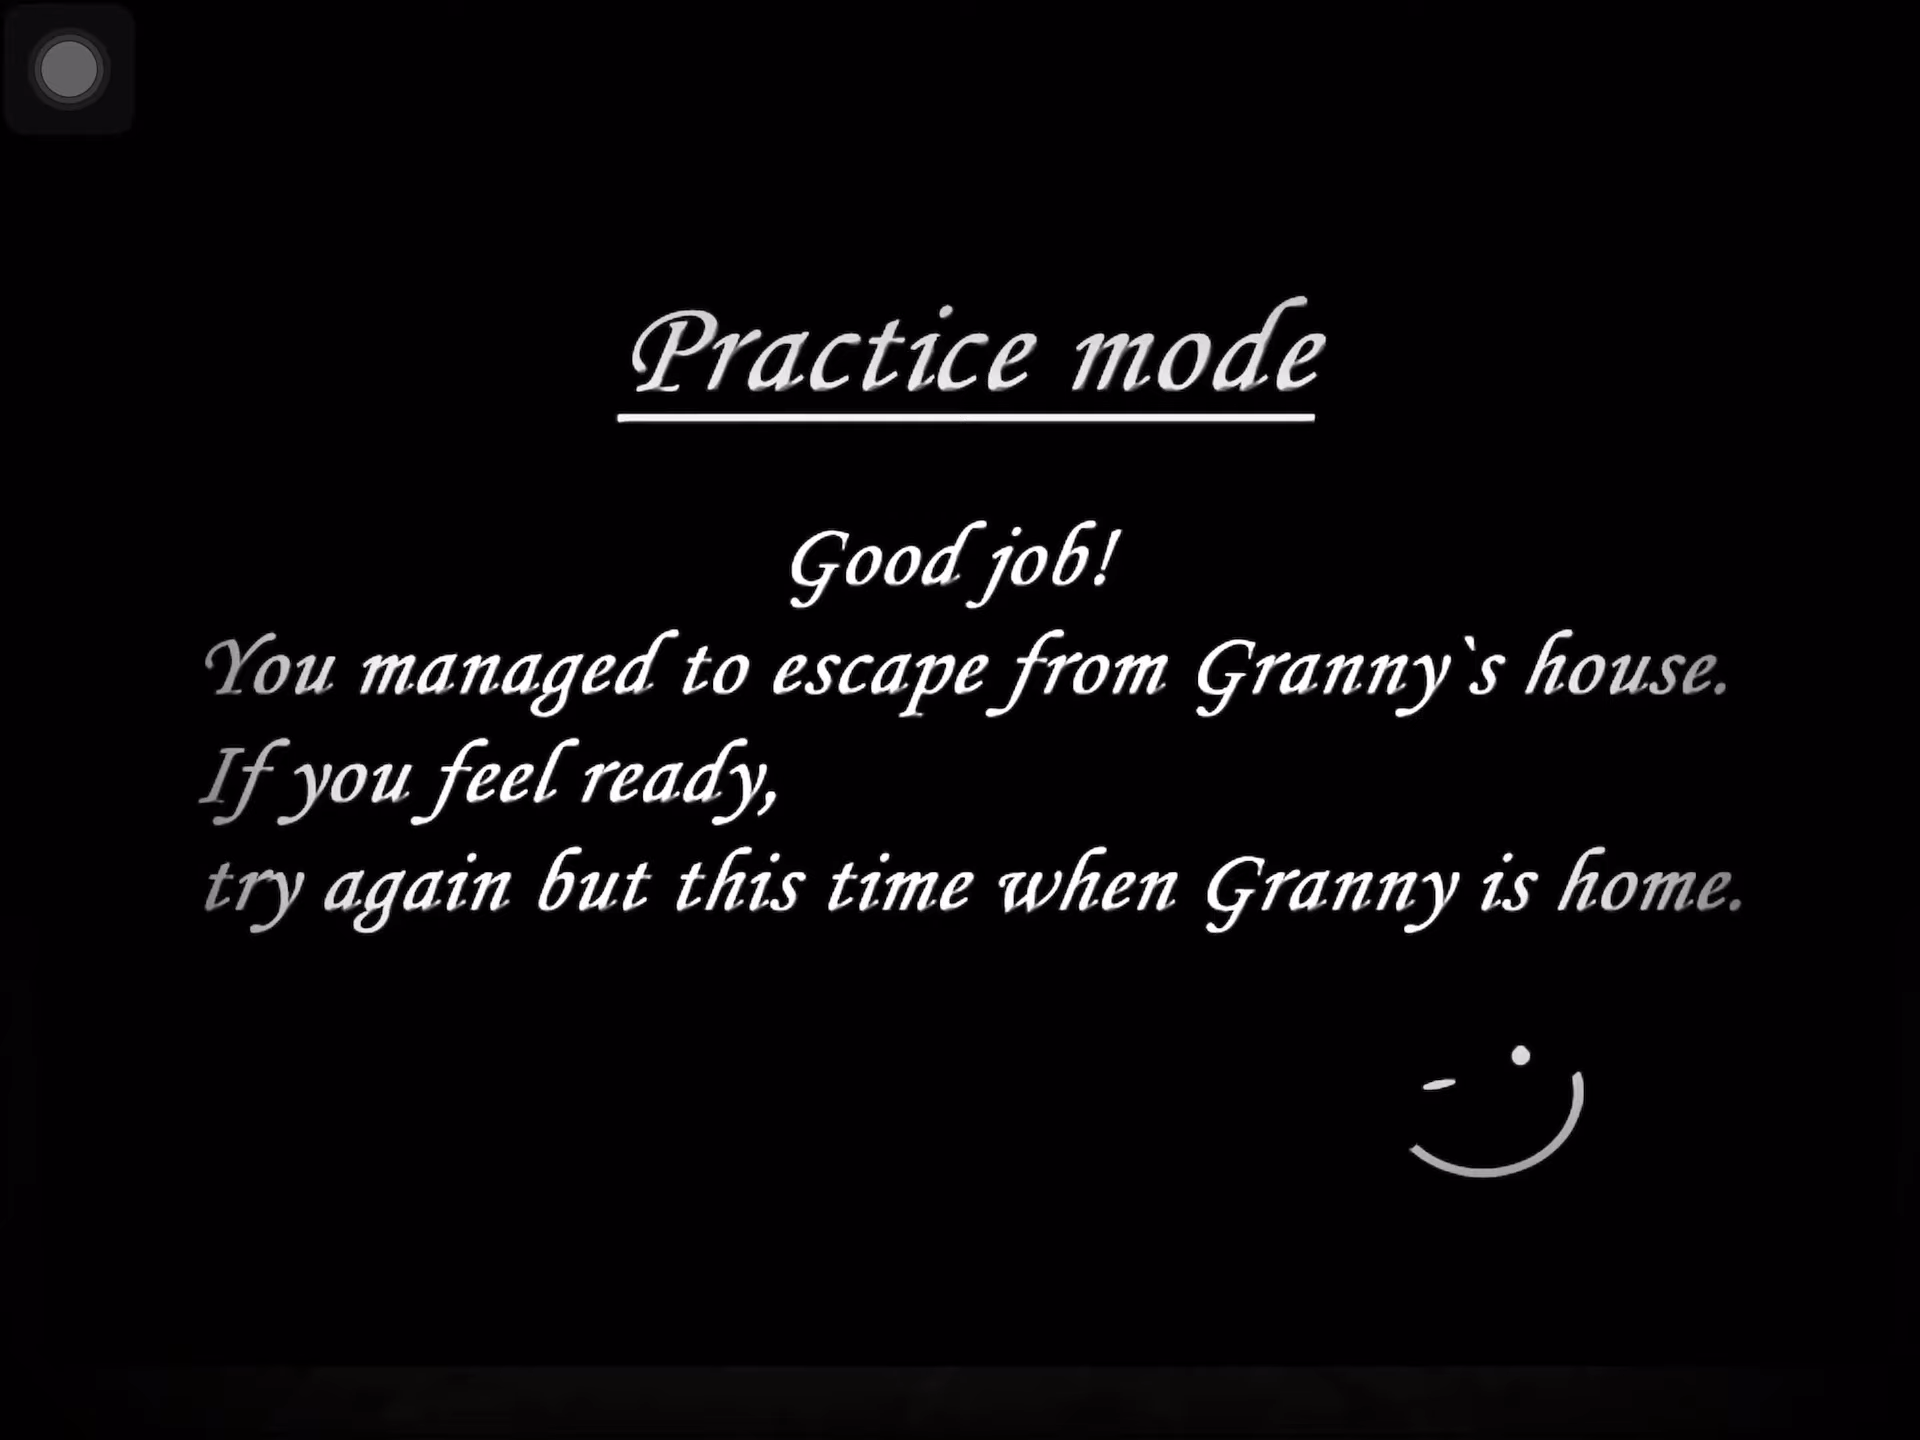 Practice mode
Good job!
You managed to escape from Granny`s house.
If you feel ready,
try again but this time when Granny is home.